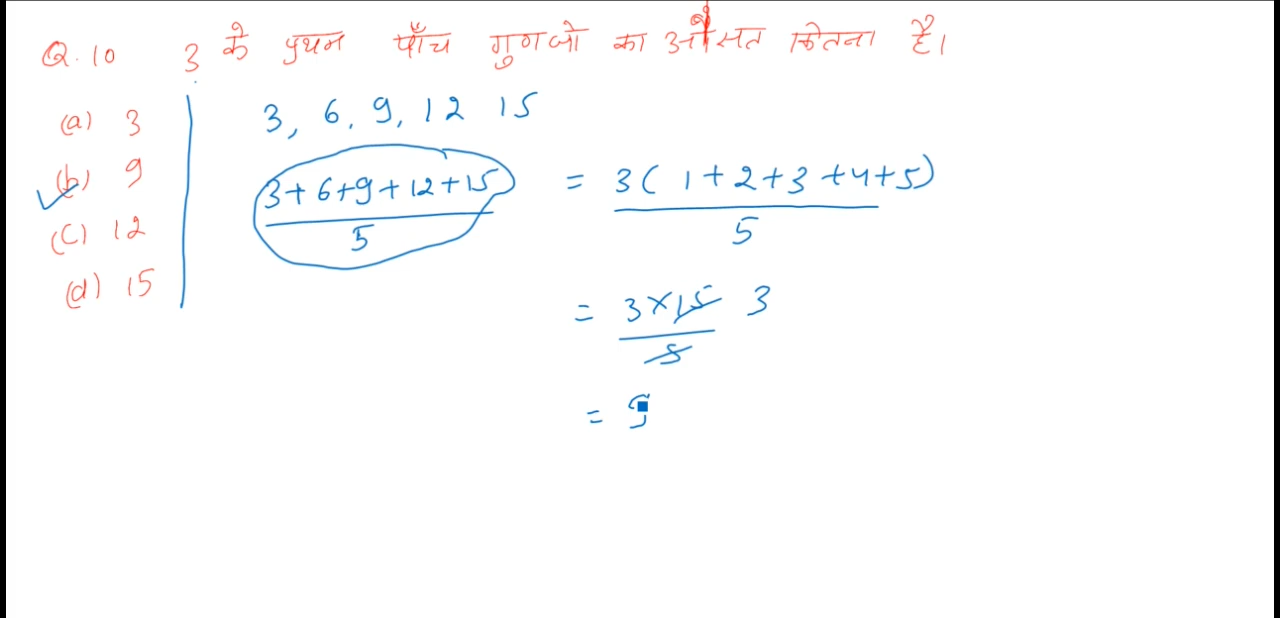 Q. 10 3 के प्रथम पाँच गुणजो का औसत कितना है।
(a) 3
(b) 9
(c) 12
(d) 15
3, 6, 9, 12 15
3+6+9+12+15 / 5 = 3(1+2+3+4+5) / 5
= 3×15 / 5 3
= 9